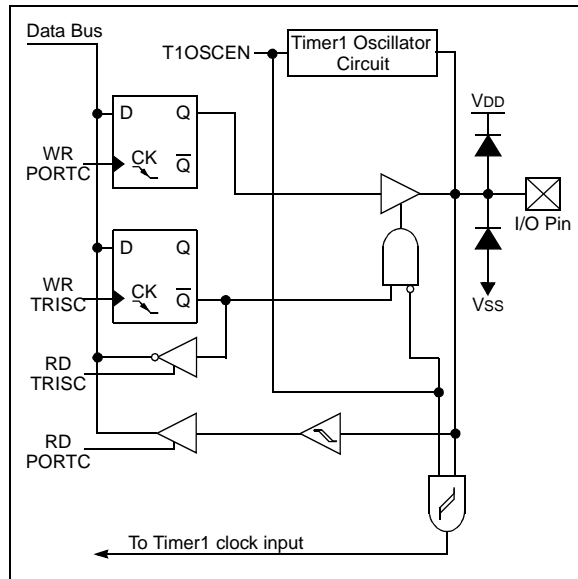 Data Bus
T1OSCEN
Timer1 Oscillator
Circuit
VDD
D Q
WR
PORTC
CK
Q̅
I/O Pin
D Q
WR
TRISC
CK
Q̅
VSS
RD
TRISC
RD
PORTC
To Timer1 clock input